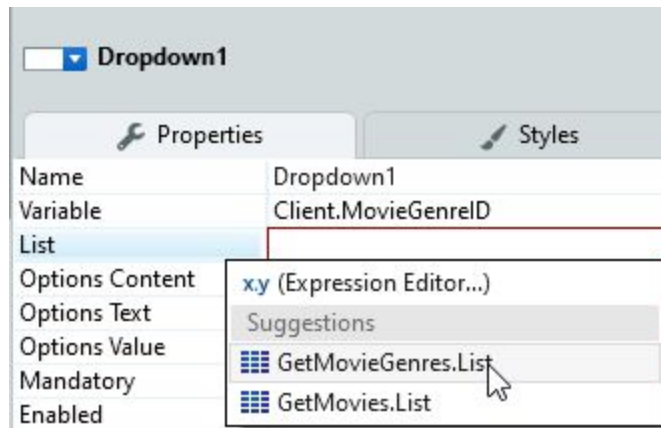 Dropdown1
Properties
Styles
Name Dropdown1
Variable Client.MovieGenreID
List
Options Content
x.y (Expression Editor...)
Options Text
Suggestions
Options Value
GetMovieGenres.List
Mandatory
GetMovies.List
Enabled